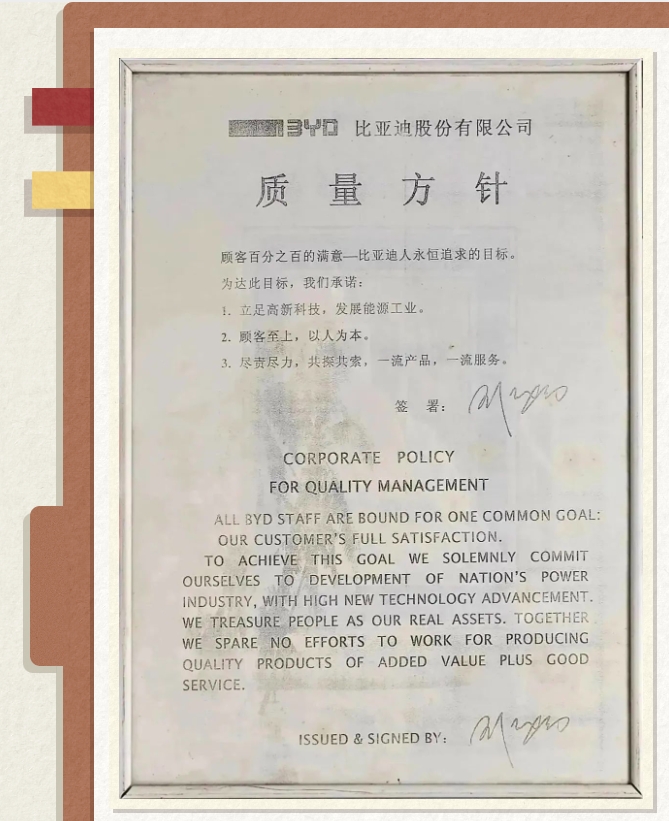 BYD 比亚迪股份有限公司
质量方针
顾客百分之百的满意—比亚迪人永恒追求的目标。
为达此目标，我们承诺：
1. 立足高新科技，发展能源工业。
2. 顾客至上，以人为本。
3. 尽责尽力，共探共索，一流产品，一流服务。
签 署：
CORPORATE POLICY
FOR QUALITY MANAGEMENT
ALL BYD STAFF ARE BOUND FOR ONE COMMON GOAL:
OUR CUSTOMER'S FULL SATISFACTION.
TO ACHIEVE THIS GOAL WE SOLEMNLY COMMIT
OURSELVES TO DEVELOPMENT OF NATION'S POWER
INDUSTRY, WITH HIGH NEW TECHNOLOGY ADVANCEMENT.
WE TREASURE PEOPLE AS OUR REAL ASSETS. TOGETHER
WE SPARE NO EFFORTS TO WORK FOR PRODUCING
QUALITY PRODUCTS OF ADDED VALUE PLUS GOOD
SERVICE.
ISSUED & SIGNED BY: